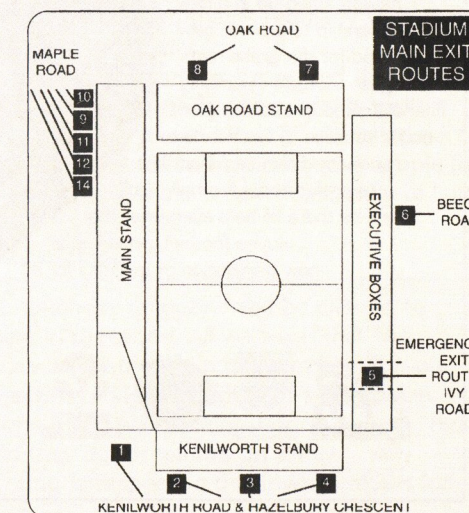 OAK ROAD
STADIUM
MAIN EXIT
ROUTES
MAPLE
ROAD
8
7
10
9
11
12
14
OAK ROAD STAND
MAIN STAND
EXECUTIVE BOXES
6
BEEC
ROA
EMERGENC
EXIT
ROUT
IVY
ROAD
5
KENILWORTH STAND
1
2
3
4
KENILWORTH ROAD & HAZELBURY CRESCENT